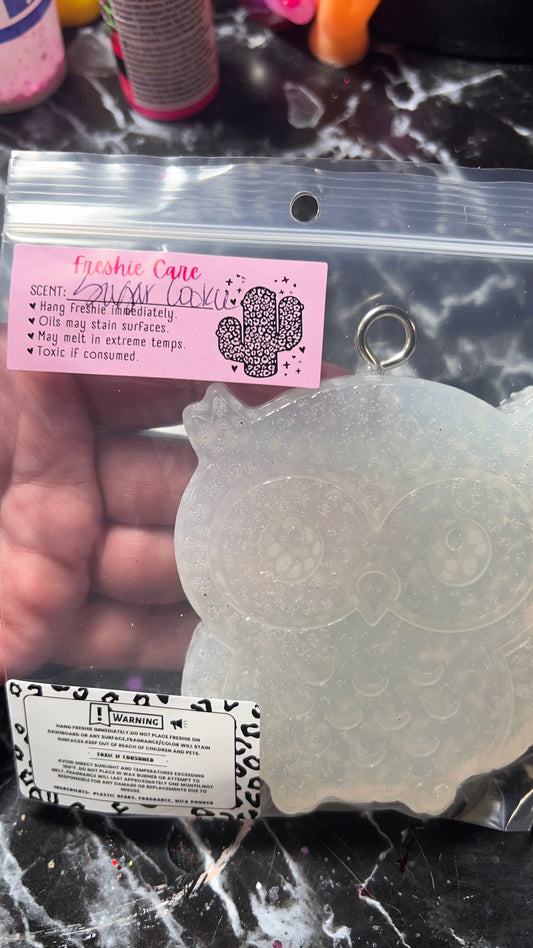 Freshie Care
SCENT: Sugar Cookie
♥ Hang freshie immediately.
♥ Oils may stain surfaces.
♥ May melt in extreme temps.
♥ Toxic if consumed.
! WARNING
HANG FRESHIE IMMEDIATELY.DO NOT PLACE FRESHIE ON
DASHBOARD OR ANY SURFACE,FRAGRANCE/COLOR WILL STAIN
SURFACES.KEEP OUT OF REACH OF CHILDREN AND PETS.
TOXIC IF CONSUMED
AVOID DIRECT SUNLIGHT AND TEMPERATURES EXCEEDING
100°F. DO NOT PLACE IN WAX BURNER OR ATTEMPT TO
MELT. FRAGRANCE WILL LAST APPROXIMATELY ONE MONTH.NOT
RESPONSIBLE FOR ANY DAMAGE OR REPLACEMENTS DUE TO
MISUSE.
INGREDIENTS: PLASTIC BEADS, FRAGRANCE, MICA POWDER